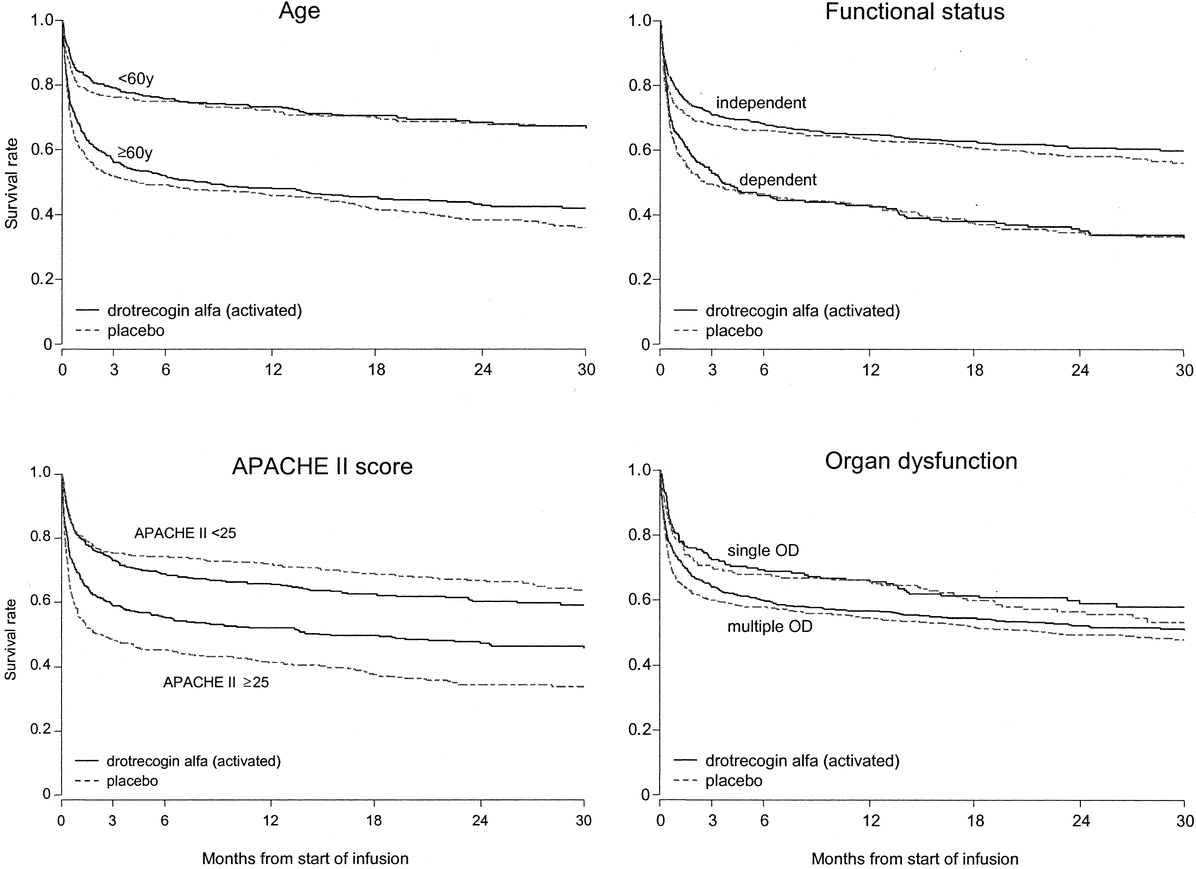 Age
1.0
0.8
0.6
0.4
0.2
0
Survival rate
<60y
≥60y
drotrecogin alfa (activated)
placebo
0 3 6 12 18 24 30
Functional status
1.0
0.8
0.6
0.4
0.2
0
independent
dependent
drotrecogin alfa (activated)
placebo
0 3 6 12 18 24 30
APACHE II score
1.0
0.8
0.6
0.4
0.2
0
Survival rate
APACHE II <25
APACHE II ≥25
drotrecogin alfa (activated)
placebo
0 3 6 12 18 24 30
Months from start of infusion
Organ dysfunction
1.0
0.8
0.6
0.4
0.2
0
single OD
multiple OD
drotrecogin alfa (activated)
placebo
0 3 6 12 18 24 30
Months from start of infusion